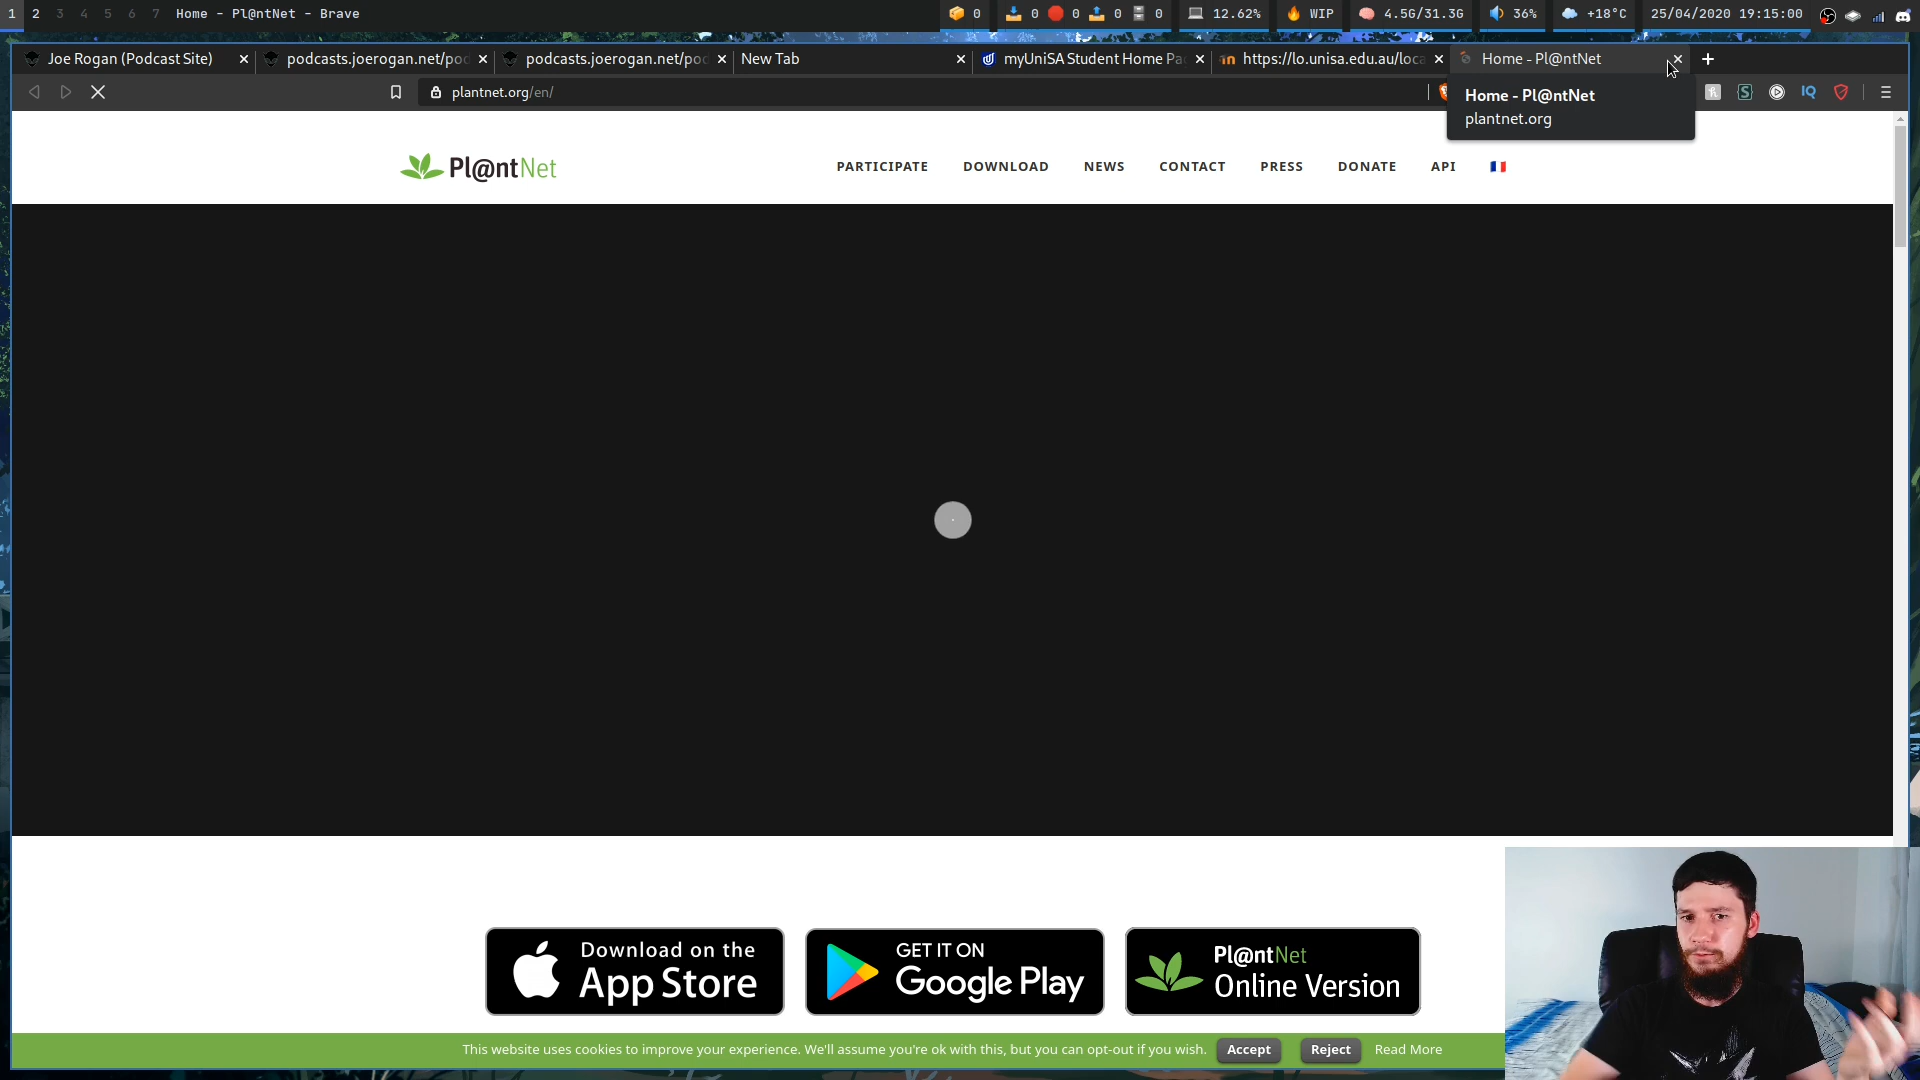 1 2 3 4 5 6 7 Home - Pl@ntNet - Brave 0 0 0 0 0 12.62% WIP 4.5G/31.3G 36% +18°C 25/04/2020 19:15:00
Joe Rogan (Podcast Site) podcasts.joerogan.net/pod podcasts.joerogan.net/pod New Tab myUniSA Student Home Pa https://lo.unisa.edu.au/loca Home - Pl@ntNet
plantnet.org/en/
Home - Pl@ntNet
plantnet.org
Pl@ntNet PARTICIPATE DOWNLOAD NEWS CONTACT PRESS DONATE API
Download on the
App Store
GET IT ON
Google Play
Pl@ntNet
Online Version
This website uses cookies to improve your experience. We'll assume you're ok with this, but you can opt-out if you wish. Accept Reject Read More